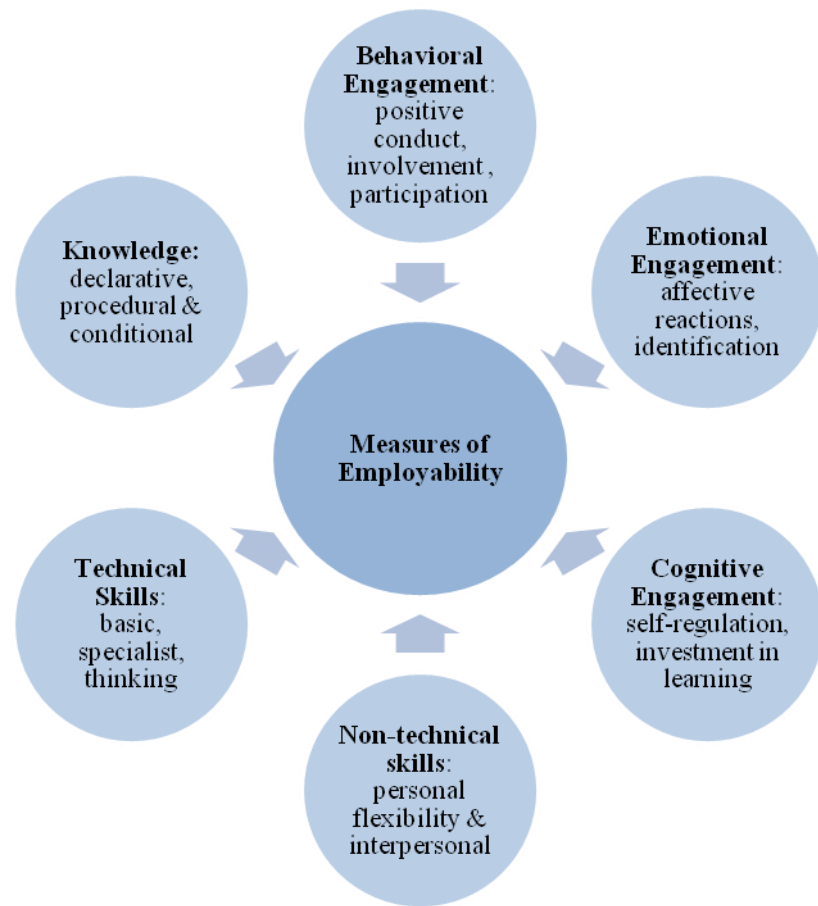 Behavioral
Engagement:
positive
conduct,
involvement ,
participation
Emotional
Engagement:
affective
reactions,
identification
Cognitive
Engagement:
self-regulation,
investment in
learning
Non-technical
skills:
personal
flexibility &
interpersonal
Technical
Skills:
basic,
specialist,
thinking
Knowledge:
declarative,
procedural &
conditional
Measures of
Employability